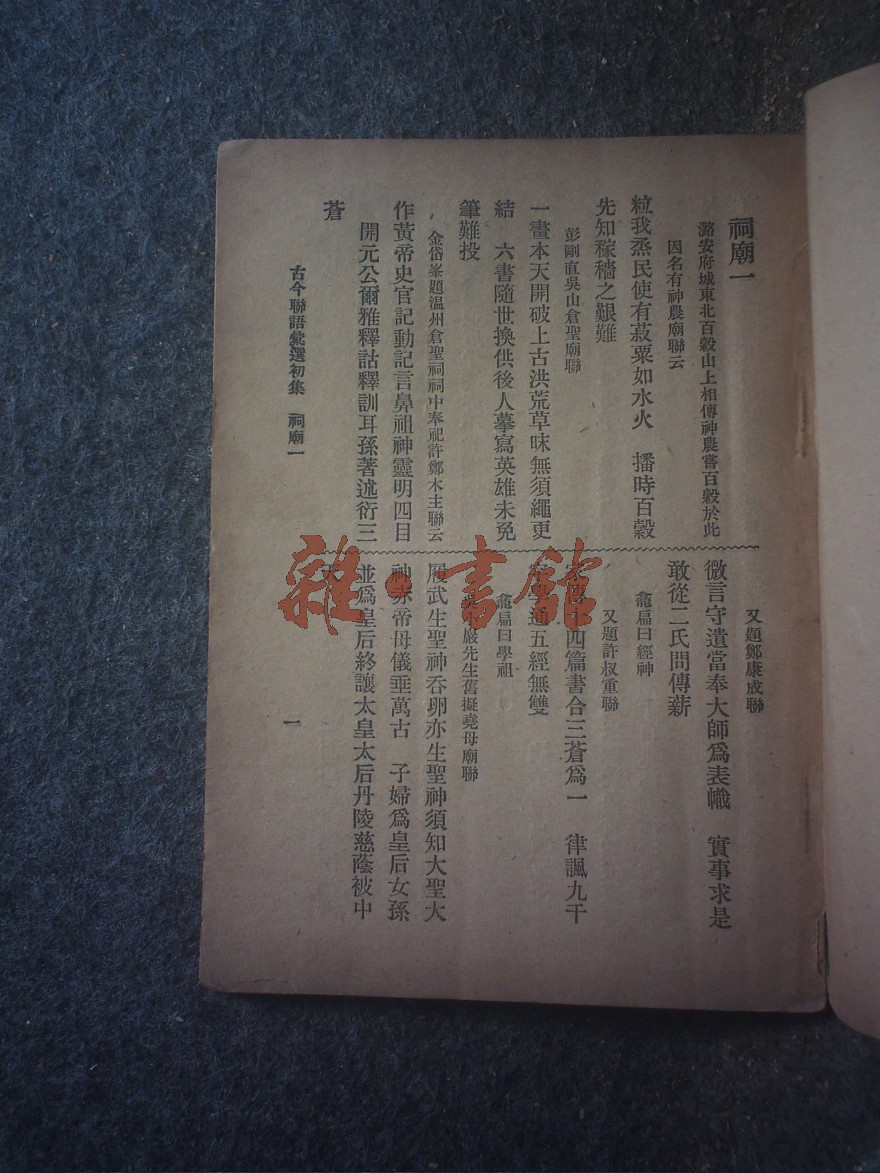 祠廟一
潞安府城東北百穀山上相傳神農嘗百穀於此
因名有神農廟聯云
粒我烝民使有菽粟如水火　播時百穀
先知稼穡之艱難
彭剛直吳山倉聖廟聯
一畫本天開破上古洪荒草昧無須繩更
結　六書隨世換供後人摹寫英雄未免
筆難投
金岱峯題温州倉聖祠祠中奉祀許鄭木主聯云
作黃帝史官記動記言鼻祖神靈明四目
開元公爾雅釋詁釋訓耳孫著述衍三
蒼
又題鄭康成聯
微言守遺當奉大師爲表幟　實事求是
敢從二氏問傳薪
龕扁曰經神
又題許叔重聯
十四篇書合三蒼爲一　律諷九千
通五經無雙
龕扁曰學祖
巖先生舊擬堯母廟聯
履武生聖神吞卵亦生聖神須知大聖大
神赤帝母儀垂萬古　子婦爲皇后女孫
並爲皇后終讓太皇太后丹陵慈蔭被中
天
古今聯語彙選初集　祠廟一
一
雜·書館